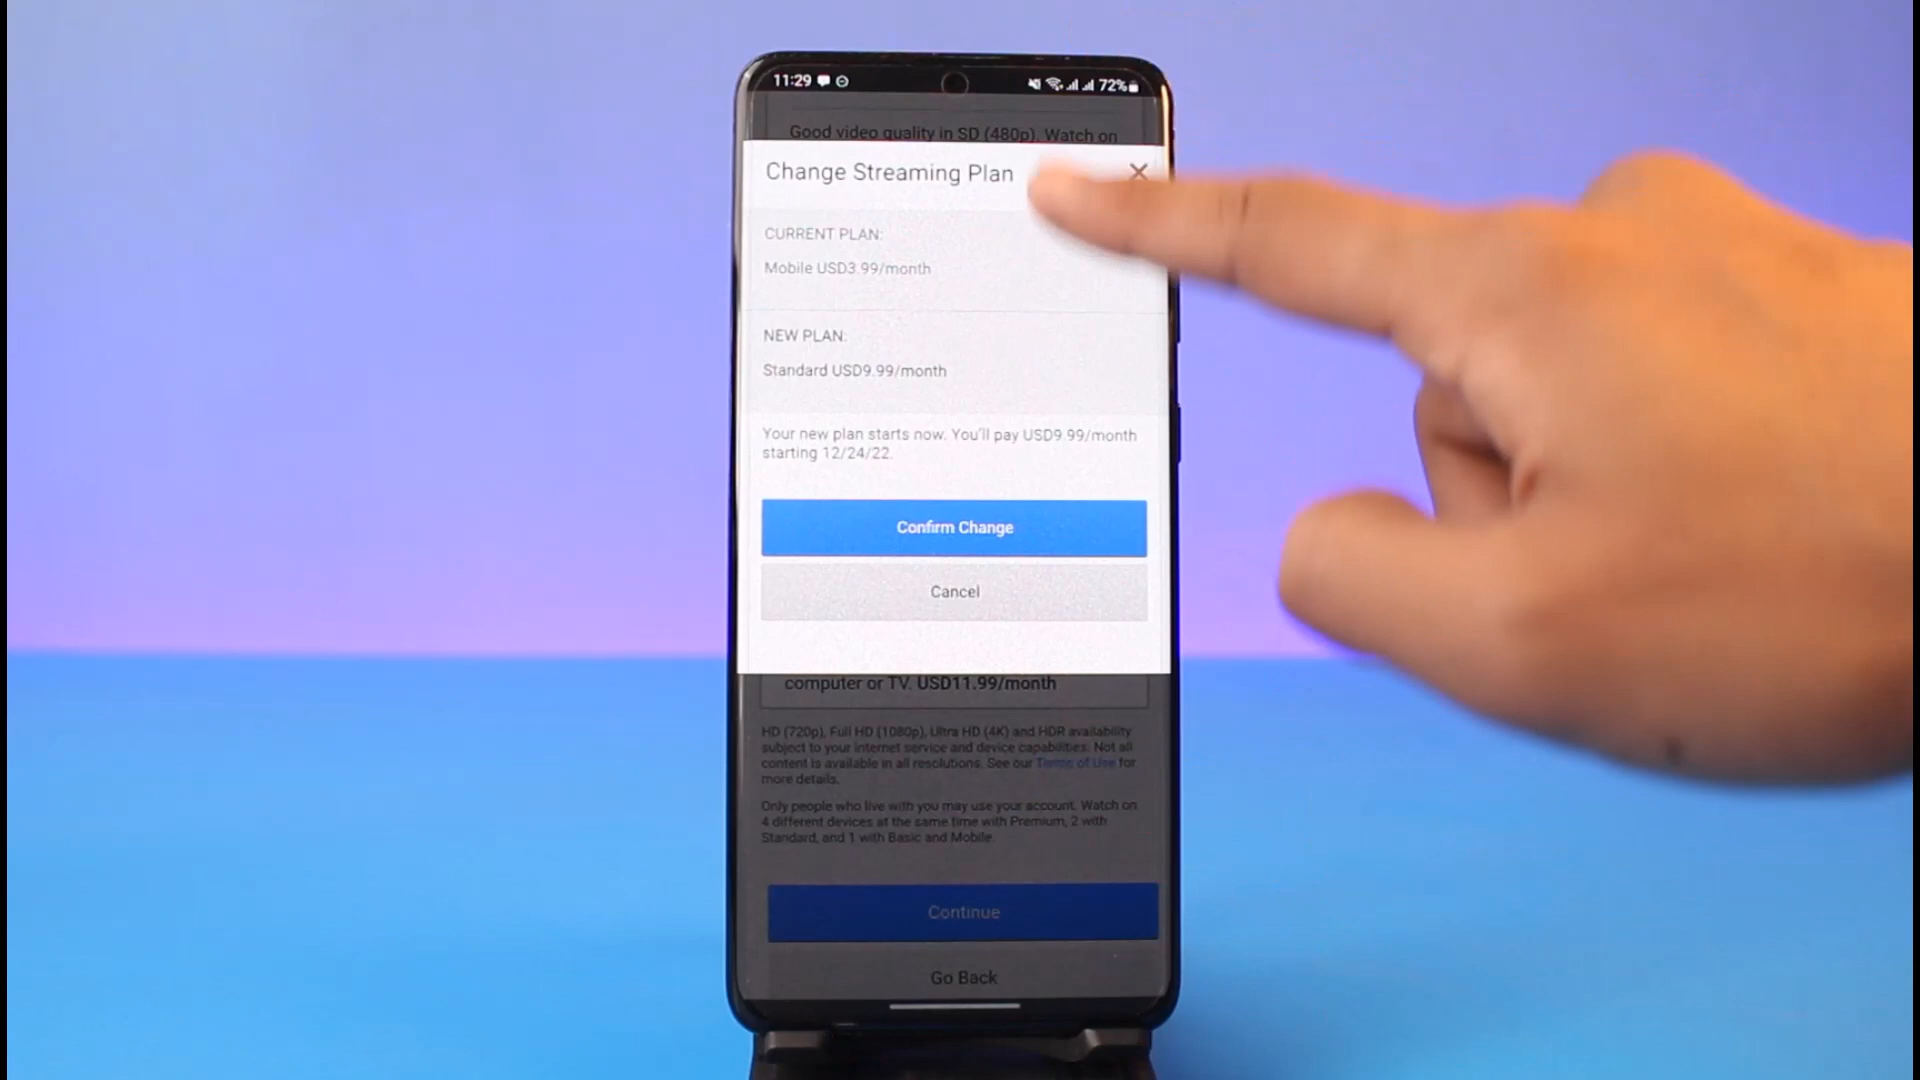 11:29
72%
Good video quality in SD (480p). Watch on
Change Streaming Plan
CURRENT PLAN:
Mobile USD3.99/month
NEW PLAN:
Standard USD9.99/month
Your new plan starts now. You'll pay USD9.99/month
starting 12/24/22.
Confirm Change
Cancel
computer or TV. USD11.99/month
HD (720p), Full HD (1080p), Ultra HD (4K) and HDR availability
subject to your internet service and device capabilities. Not all
content is available in all resolutions. See our Terms of Use for
more details.
Only people who live with you may use your account. Watch on
4 different devices at the same time with Premium, 2 with
Standard, and 1 with Basic and Mobile.
Continue
Go Back